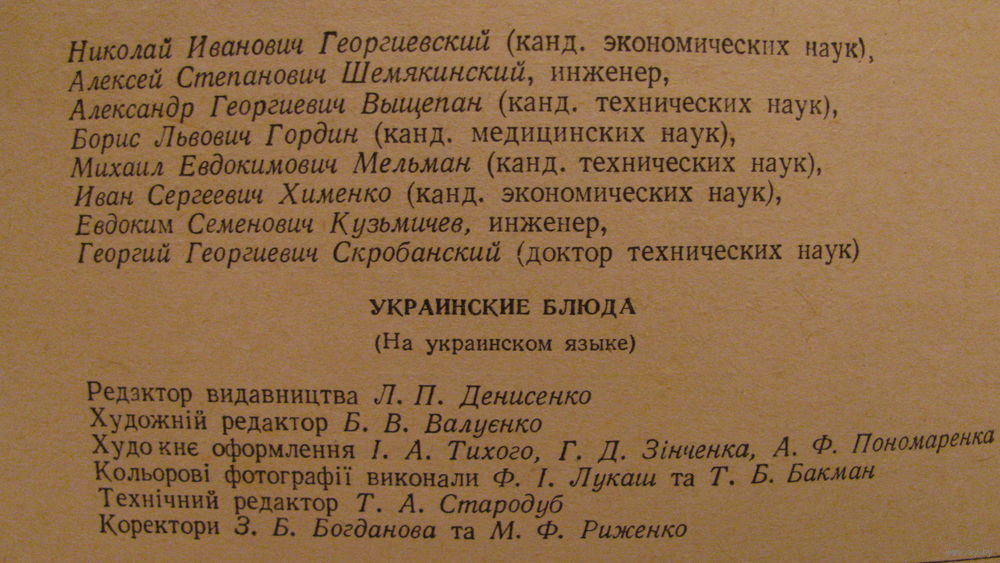 Николай Иванович Георгиевский (канд. экономических наук),
Алексей Степанович Шемякинский, инженер,
Александр Георгиевич Выщепан (канд. технических наук),
Борис Львович Гордин (канд. медицинских наук),
Михаил Евдокимович Мельман (канд. технических наук),
Иван Сергеевич Хименко (канд. экономических наук),
Евдоким Семенович Кузьмичев, инженер,
Георгий Георгиевич Скробанский (доктор технических наук)
УКРАИНСКИЕ БЛЮДА
(На украинском языке)
Редактор видавництва Л. П. Денисенко
Художній редактор Б. В. Валуєнко
Худо кнє оформлення І. А. Тихого, Г. Д. Зінченка, А. Ф. Пономаренка
Кольорові фотографії виконали Ф. І. Лукаш та Т. Б. Бакман
Технічний редактор Т. А. Стародуб
Коректори З. Б. Богданова та М. Ф. Риженко